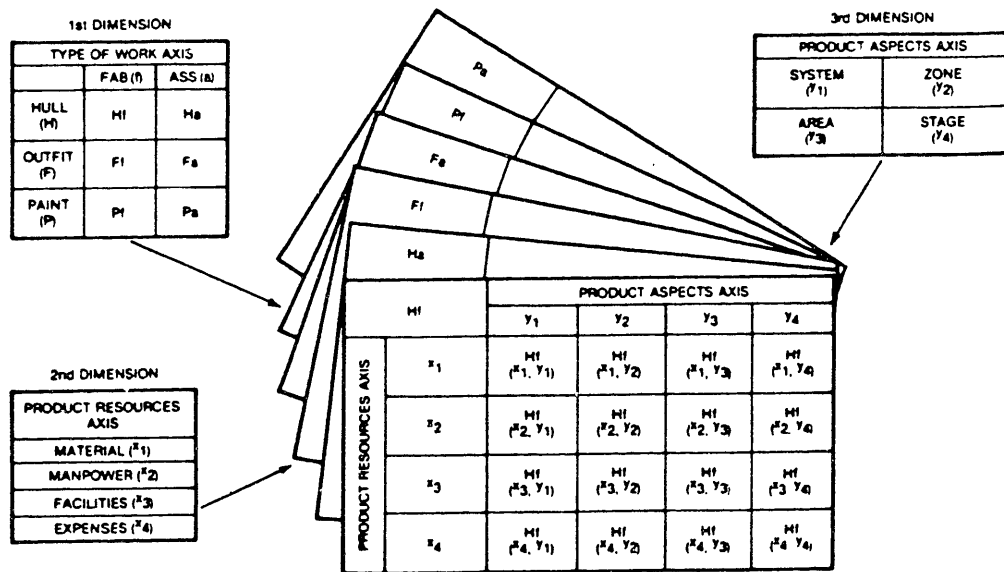 1st DIMENSION
TYPE OF WORK AXIS
FAB (f) ASS (a)
HULL (H) Hf Ha
OUTFIT (F) Ff Fa
PAINT (P) Pf Pa
2nd DIMENSION
PRODUCT RESOURCES
AXIS
MATERIAL (x1)
MANPOWER (x2)
FACILITIES (x3)
EXPENSES (x4)
3rd DIMENSION
PRODUCT ASPECTS AXIS
SYSTEM (y1) ZONE (y2)
AREA (y3) STAGE (y4)
Pa
Pf
Fa
Ff
Ha
Hf
PRODUCT ASPECTS AXIS
y1 y2 y3 y4
PRODUCT RESOURCES AXIS
x1 Hf (x1, y1) Hf (x1, y2) Hf (x1, y3) Hf (x1, y4)
x2 Hf (x2, y1) Hf (x2, y2) Hf (x2, y3) Hf (x2, y4)
x3 Hf (x3, y1) Hf (x3, y2) Hf (x3, y3) Hf (x3 y4)
x4 Hf (x4, y1) Hf (x4, y2) Hf (x4, y3) Hf (x4 y4)